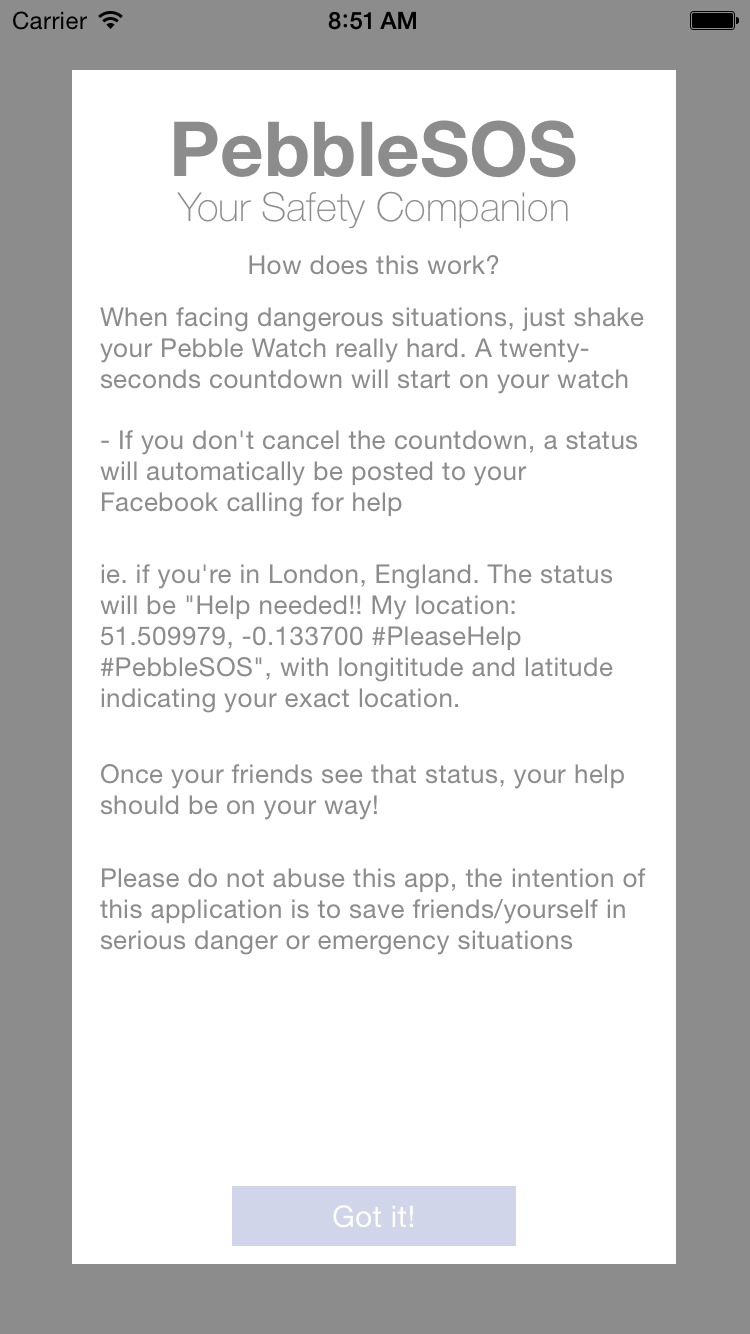 Carrier 8:51 AM
PebbleSOS
Your Safety Companion
How does this work?
When facing dangerous situations, just shake
your Pebble Watch really hard. A twenty-
seconds countdown will start on your watch
- If you don't cancel the countdown, a status
will automatically be posted to your
Facebook calling for help
ie. if you're in London, England. The status
will be "Help needed!! My location:
51.509979, -0.133700 #PleaseHelp
#PebbleSOS", with longititude and latitude
indicating your exact location.
Once your friends see that status, your help
should be on your way!
Please do not abuse this app, the intention of
this application is to save friends/yourself in
serious danger or emergency situations
Got it!